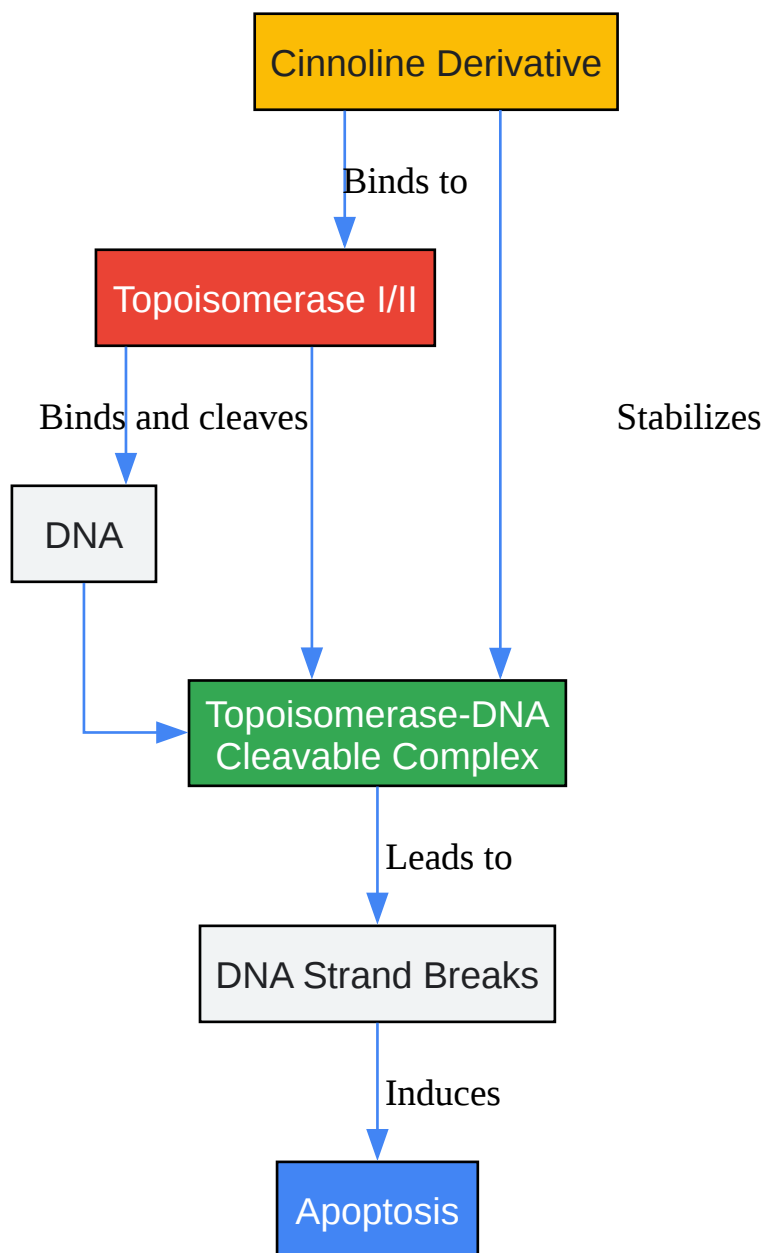 Cinnoline Derivative
Binds to
Topoisomerase I/II
Binds and cleaves
Stabilizes
DNA
Topoisomerase-DNA
Cleavable Complex
Leads to
DNA Strand Breaks
Induces
Apoptosis